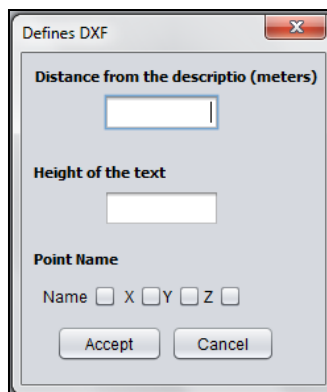 Defines DXF
Distance from the descriptio (meters)
Height of the text
Point Name
Name X Y Z
Accept Cancel